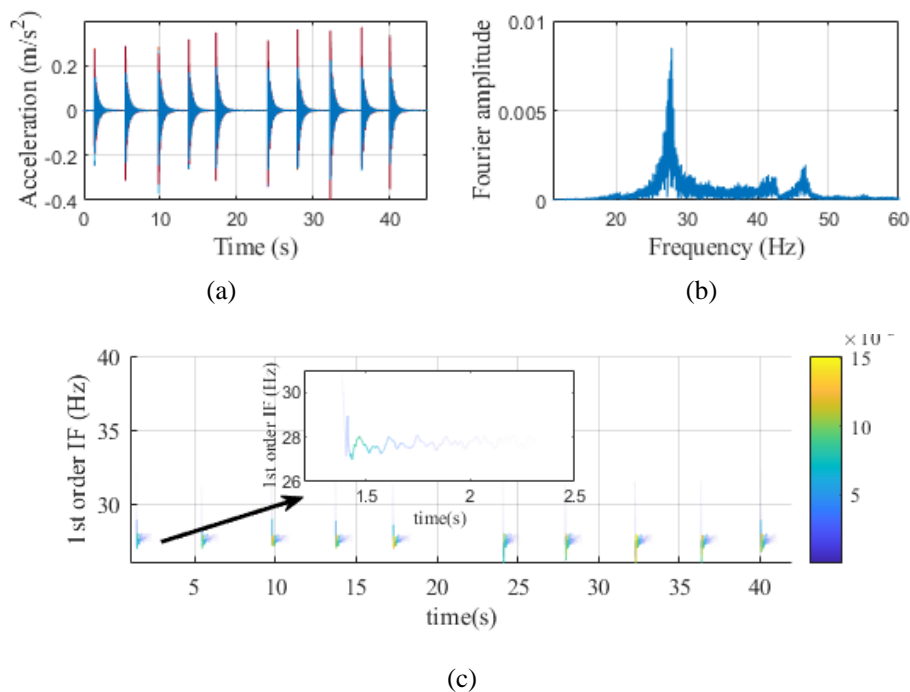 Acceleration (m/s²)
0.2
0
-0.2
-0.4
0 10 20 30 40
Time (s)
(a)
Fourier amplitude
0.01
0.005
0
20 30 40 50 60
Frequency (Hz)
(b)
1st order IF (Hz)
40
35
30
5 10 15 20 25 30 35 40
time(s)
1st order IF (Hz)
30
28
26
1.5 2 2.5
time(s)
×10
15
10
5
(c)